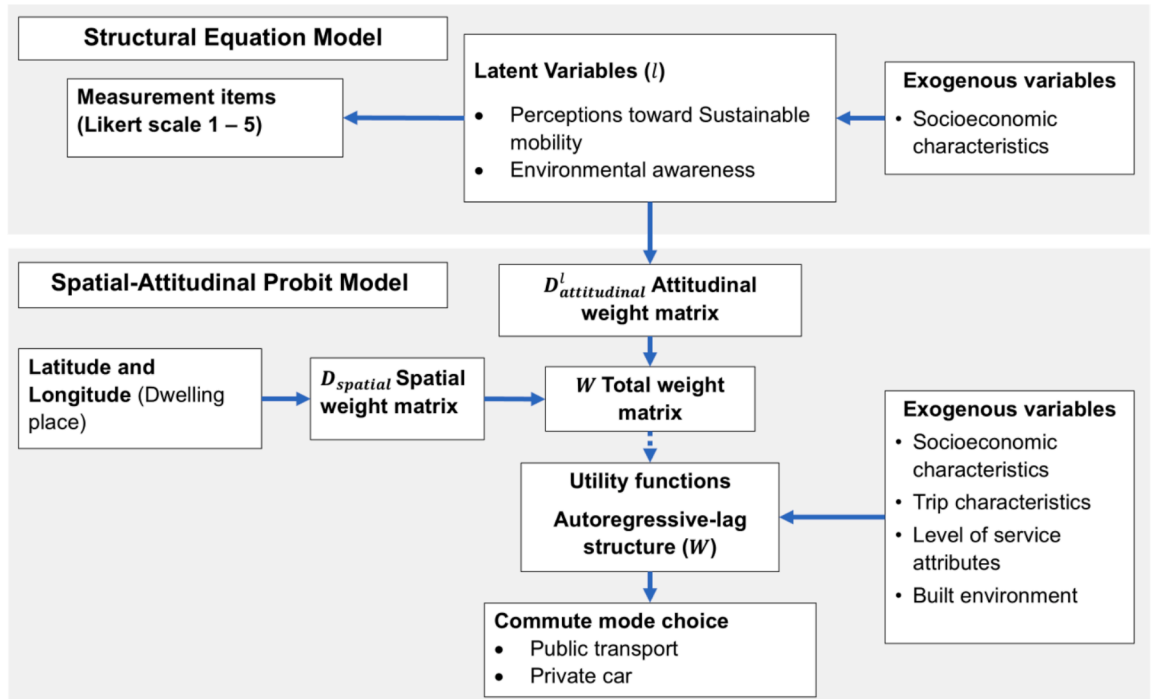 Structural Equation Model
Latent Variables (l)
• Perceptions toward Sustainable
mobility
• Environmental awareness
Measurement items
(Likert scale 1 – 5)
Exogenous variables
• Socioeconomic
characteristics
Spatial-Attitudinal Probit Model
D^l_attitudinal Attitudinal
weight matrix
Latitude and
Longitude (Dwelling
place)
D_spatial Spatial
weight matrix
W Total weight
matrix
Utility functions
Autoregressive-lag
structure (W)
Exogenous variables
• Socioeconomic
characteristics
• Trip characteristics
• Level of service
attributes
• Built environment
Commute mode choice
• Public transport
• Private car